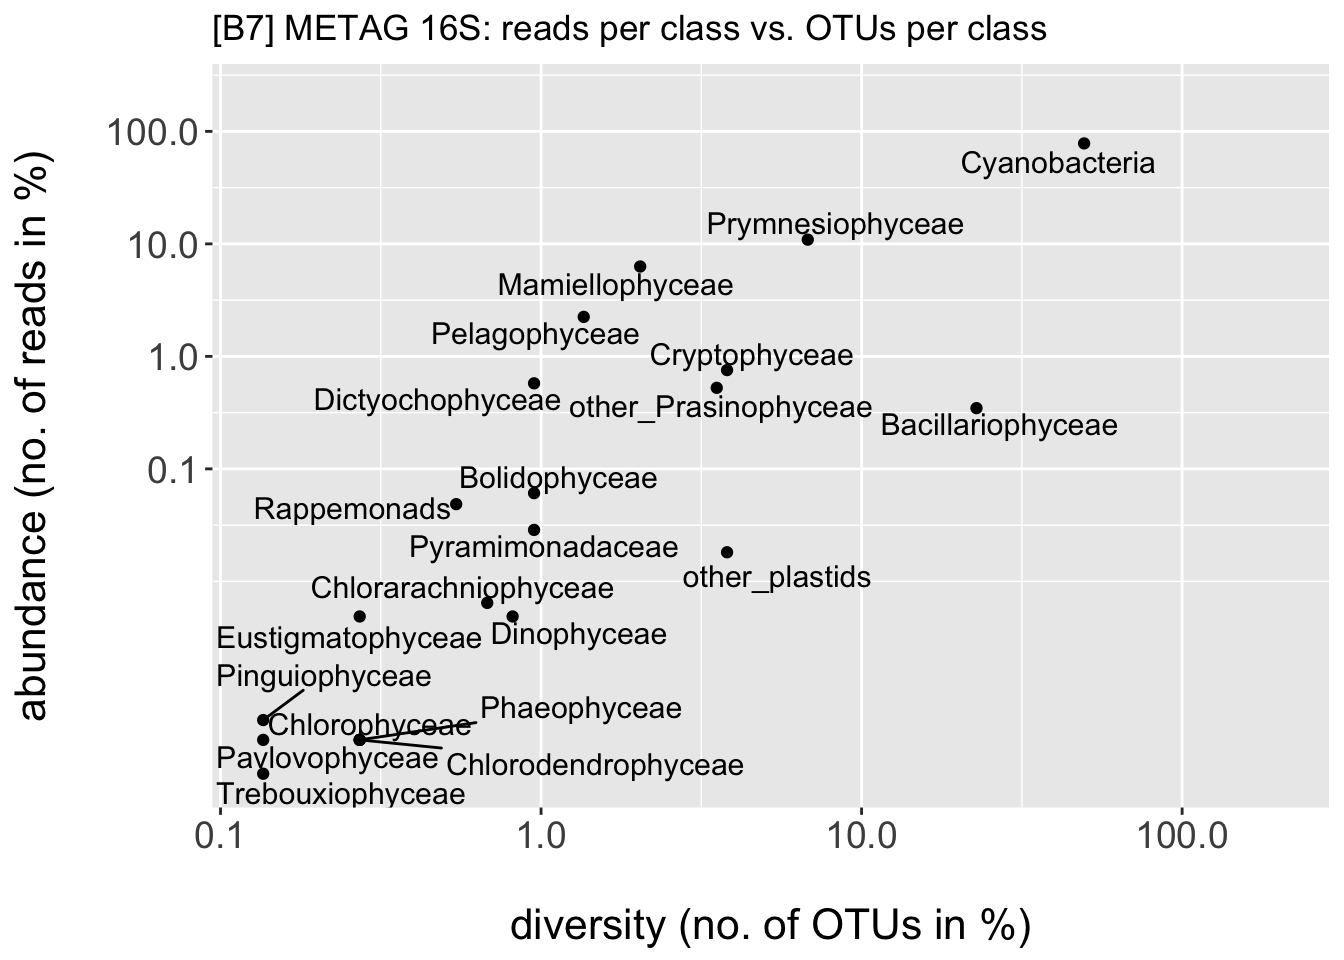 [B7] METAG 16S: reads per class vs. OTUs per class
abundance (no. of reads in %)
100.0
10.0
1.0
0.1
Cyanobacteria
Prymnesiophyceae
Mamiellophyceae
Pelagophyceae
Cryptophyceae
Dictyochophyceae
other_Prasinophyceae
Bacillariophyceae
Bolidophyceae
Rappemonads
Pyramimonadaceae
other_plastids
Chlorarachniophyceae
Eustigmatophyceae
Dinophyceae
Pinguiophyceae
Phaeophyceae
Chlorophyceae
Pavlovophyceae
Chlorodendrophyceae
Trebouxiophyceae
0.1
1.0
10.0
100.0
diversity (no. of OTUs in %)